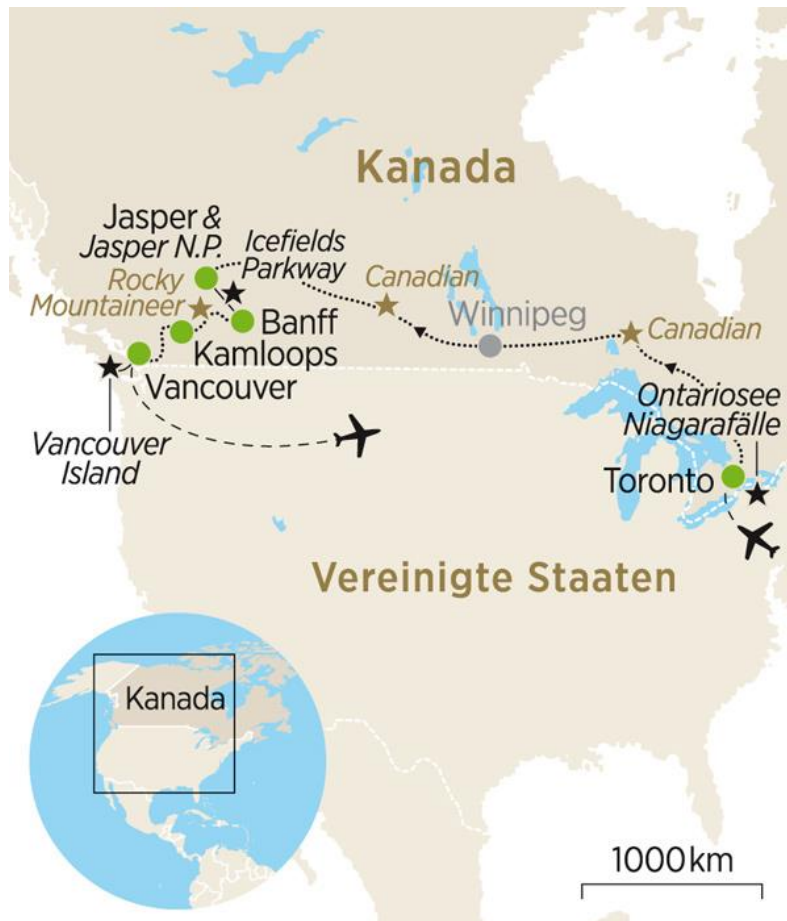 Kanada
Jasper &
Jasper N.P.
Icefields
Parkway
Rocky
Mountaineer
Canadian
Banff
Winnipeg
Canadian
Kamloops
Vancouver
Ontariosee
Niagarafälle
Vancouver
Island
Toronto
Vereinigte Staaten
Kanada
1000 km